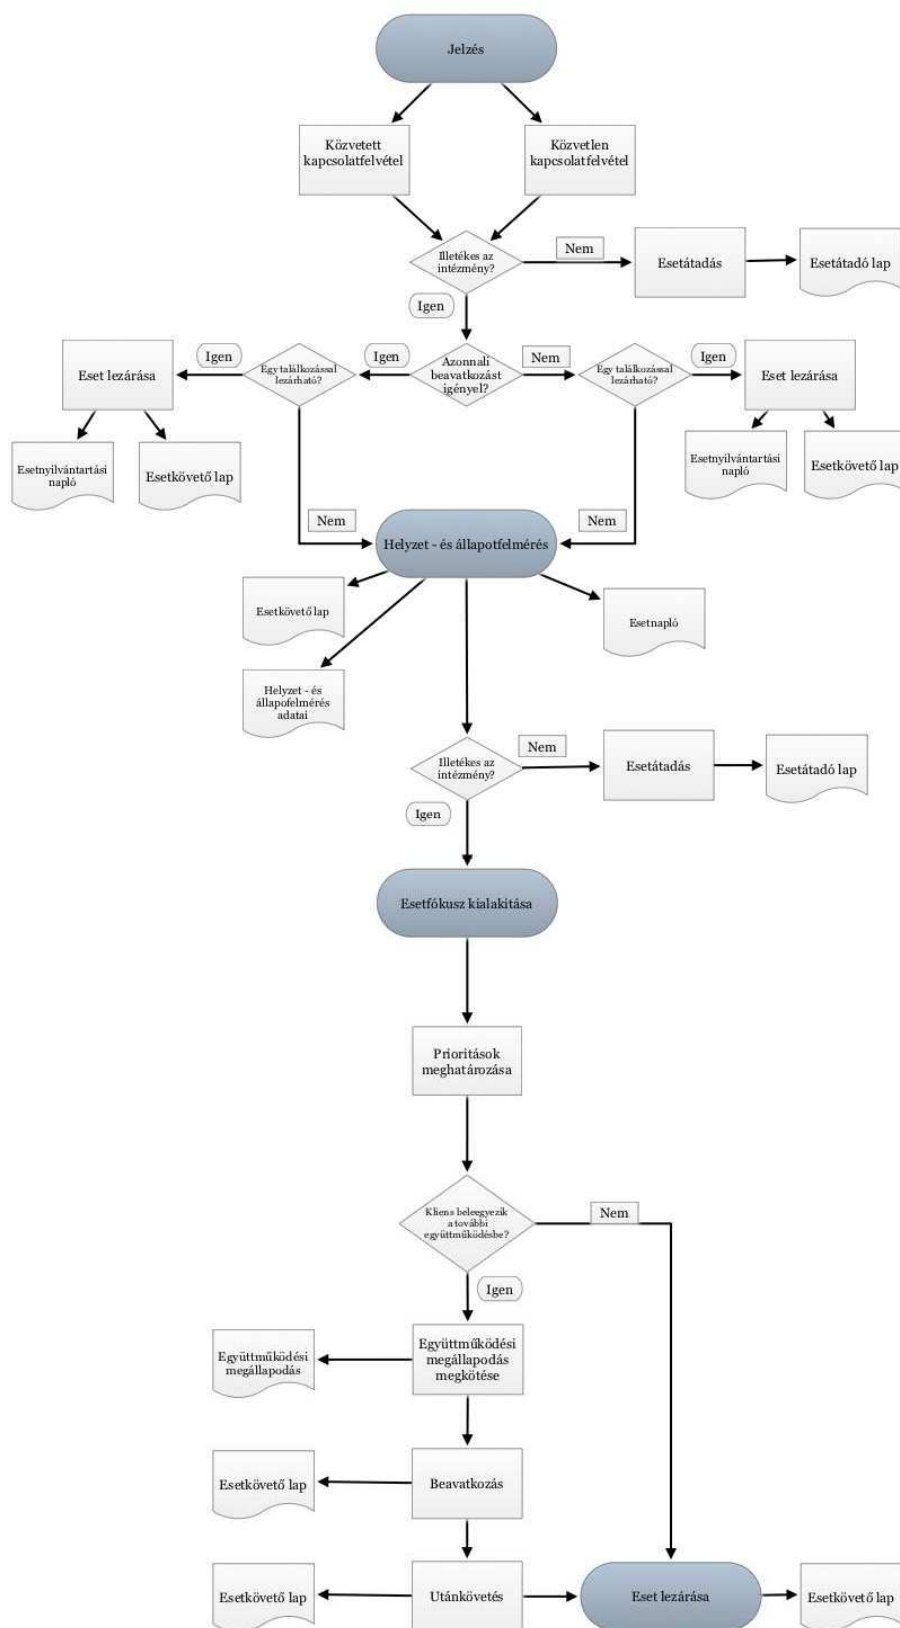 Jelzés
Közvetett
kapcsolatfelvétel
Közvetlen
kapcsolatfelvétel
Illetékes az
intézmény?
Nem
Esetátadás
Esetátadó lap
Igen
Eset lezárása
Igen
Egy találkozással
lezárható?
Igen
Azonnali
beavatkozást
igényel?
Nem
Egy találkozással
lezárható?
Igen
Eset lezárása
Esetnyilvántartási
napló
Esetkövető lap
Esetnyilvántartási
napló
Esetkövető lap
Nem
Nem
Helyzet - és állapotfelmérés
Esetkövető lap
Esetnapló
Helyzet - és
állapofelmérés
adatai
Illetékes az
intézmény?
Nem
Esetátadás
Esetátadó lap
Igen
Esetfókusz kialakitása
Prioritások
meghatározása
Kliens beleegyezik
a további
együttműködésbe?
Nem
Igen
Együttműködési
megállapodás
Együttműködési
megállapodás
megkötése
Esetkövető lap
Beavatkozás
Esetkövető lap
Utánkövetés
Eset lezárása
Esetkövető lap